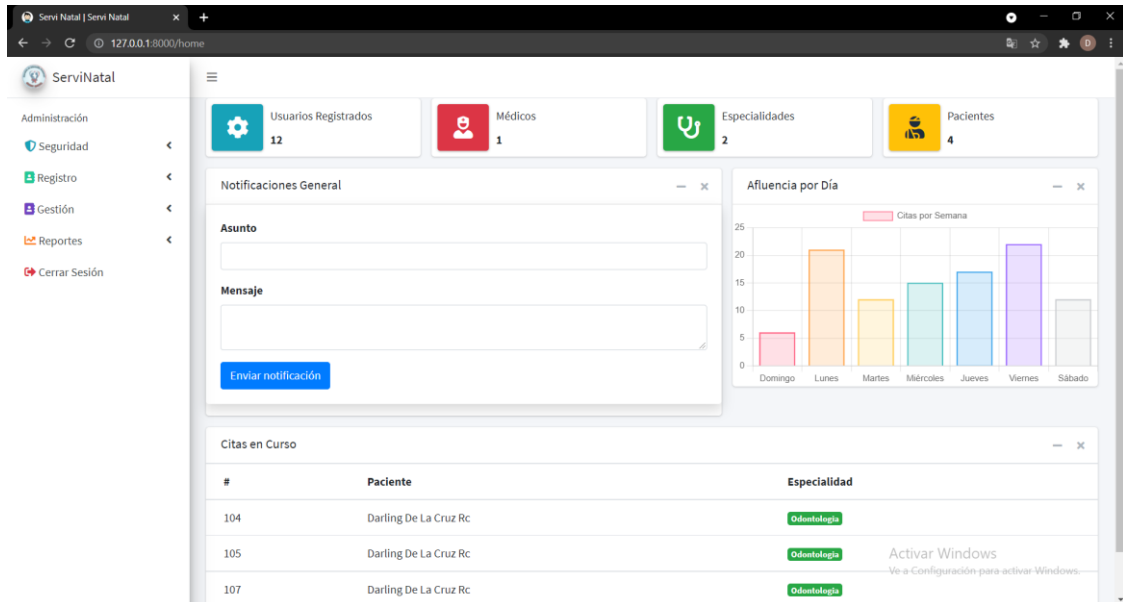 Servi Natal | Servi Natal
127.0.0.1:8000/home
D
ServiNatal
Administración
Seguridad
Registro
Gestión
Reportes
Cerrar Sesión
Usuarios Registrados
12
Médicos
1
Especialidades
2
Pacientes
4
Notificaciones General
Asunto
Mensaje
Enviar notificación
Afluencia por Día
Citas por Semana
25
20
15
10
5
0
Domingo Lunes Martes Miércoles Jueves Viernes Sábado
Citas en Curso
# Paciente Especialidad
104 Darling De La Cruz Rc Odontologia
105 Darling De La Cruz Rc Odontologia
107 Darling De La Cruz Rc Odontologia
Activar Windows
Ve a Configuración para activar Windows.